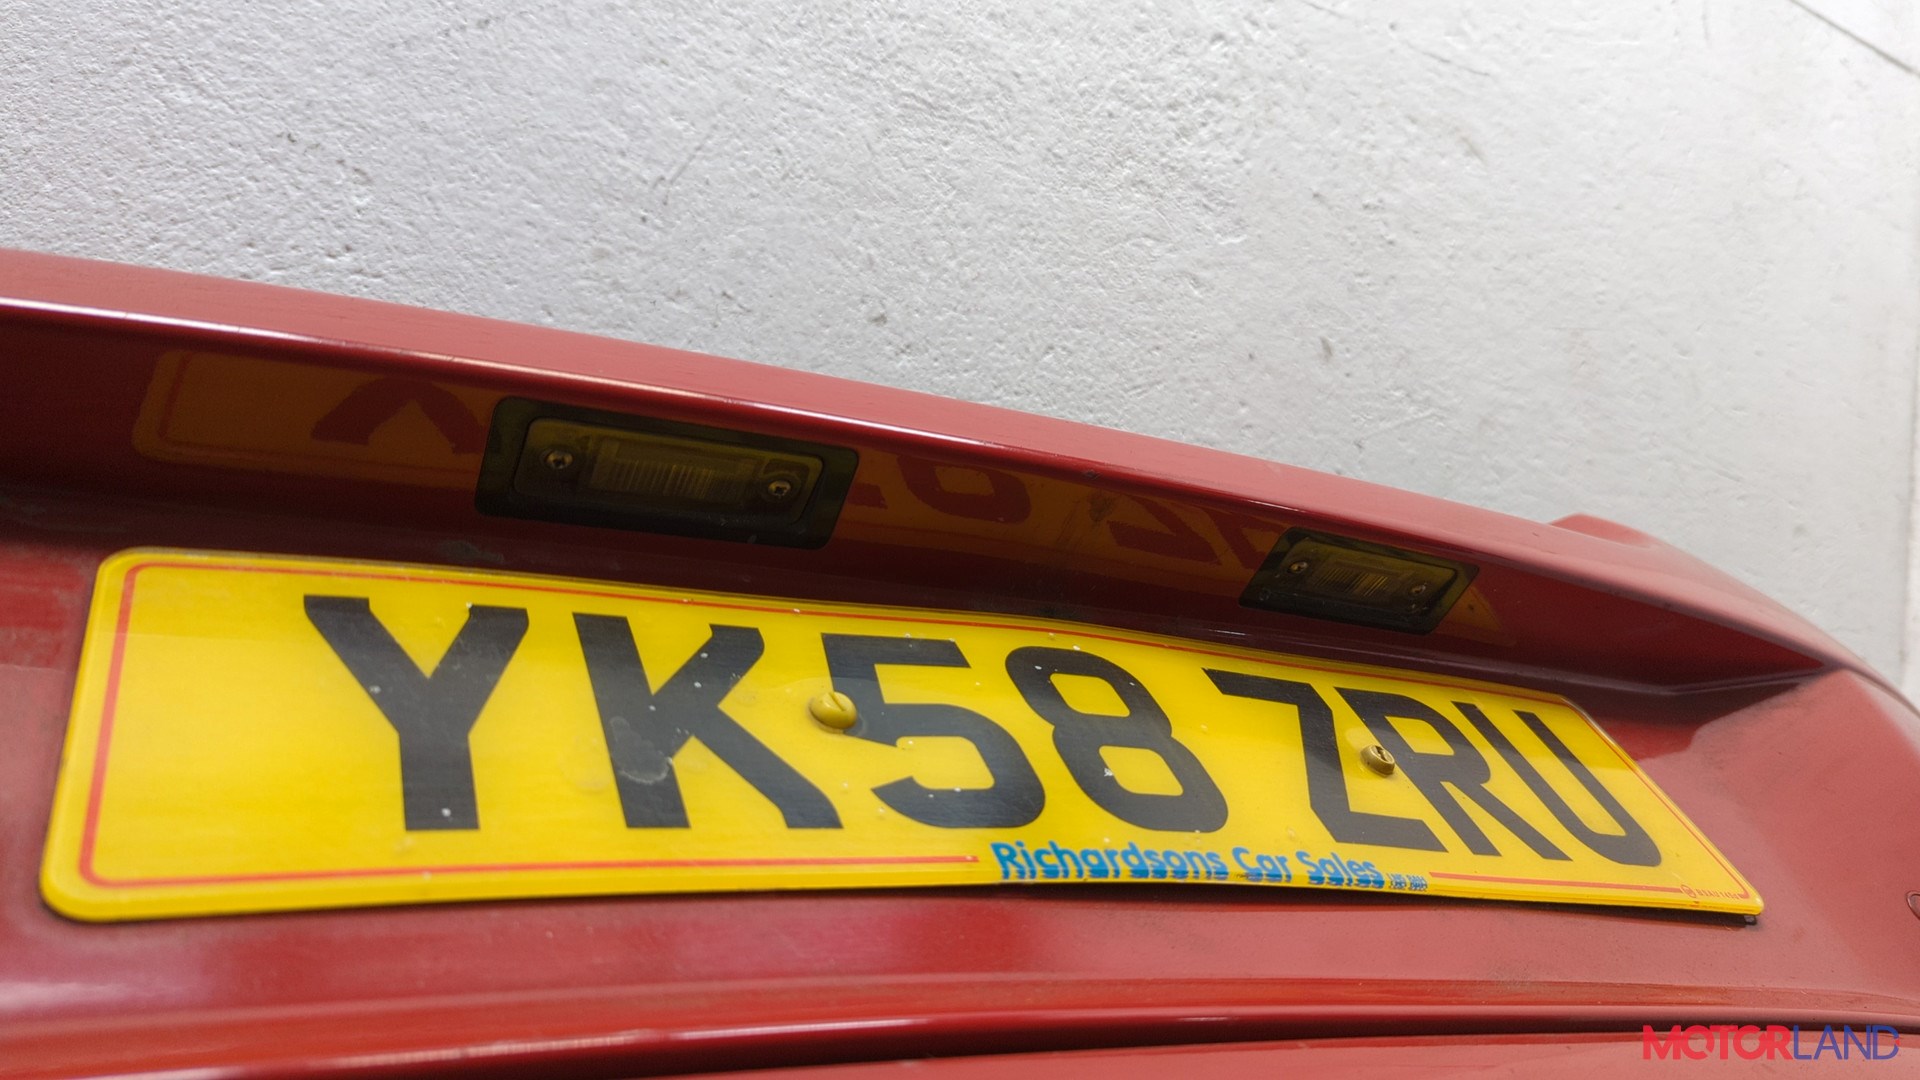 YK58 ZRU
Richardsons Car Sales
MOTORLAND